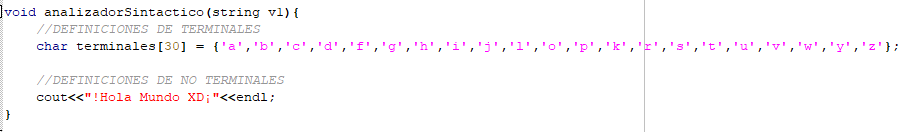 void analizadorSintactico(string v1){
//DEFINICIONES DE TERMINALES
char terminales[30] = {'a','b','c','d','f','g','h','i','j','l','o','p','k','r','s','t','u','v','w','y','z'};
//DEFINICIONES DE NO TERMINALES
cout<<"!Hola Mundo XD¡"<<endl;
}